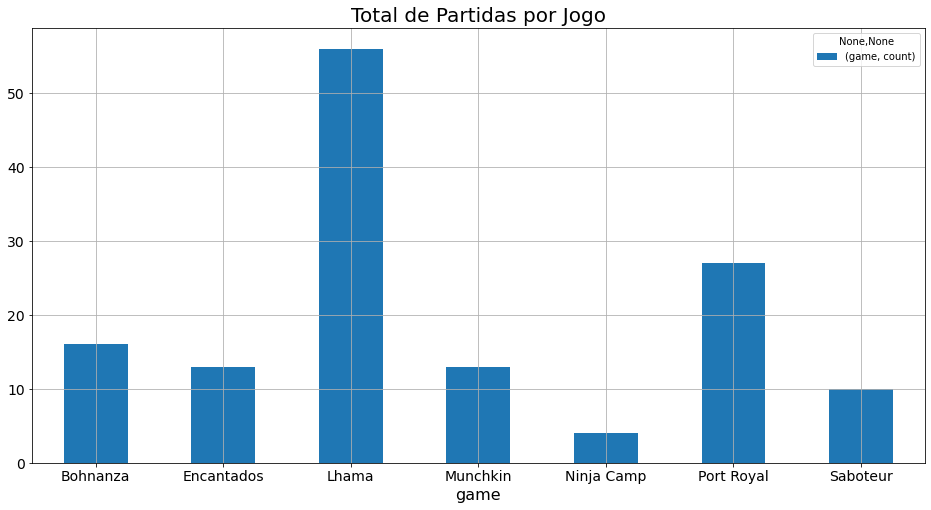 Total de Partidas por Jogo
None,None
(game, count)
50
40
30
20
10
0
Bohnanza Encantados Lhama Munchkin Ninja Camp Port Royal Saboteur
game